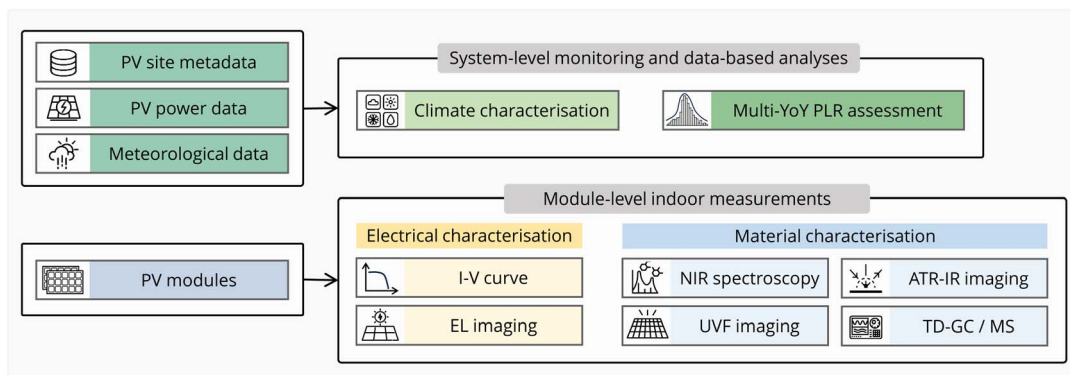 PV site metadata
PV power data
Meteorological data
System-level monitoring and data-based analyses
Climate characterisation
Multi-YoY PLR assessment
PV modules
Module-level indoor measurements
Electrical characterisation
I-V curve
EL imaging
Material characterisation
NIR spectroscopy
ATR-IR imaging
UVF imaging
TD-GC / MS